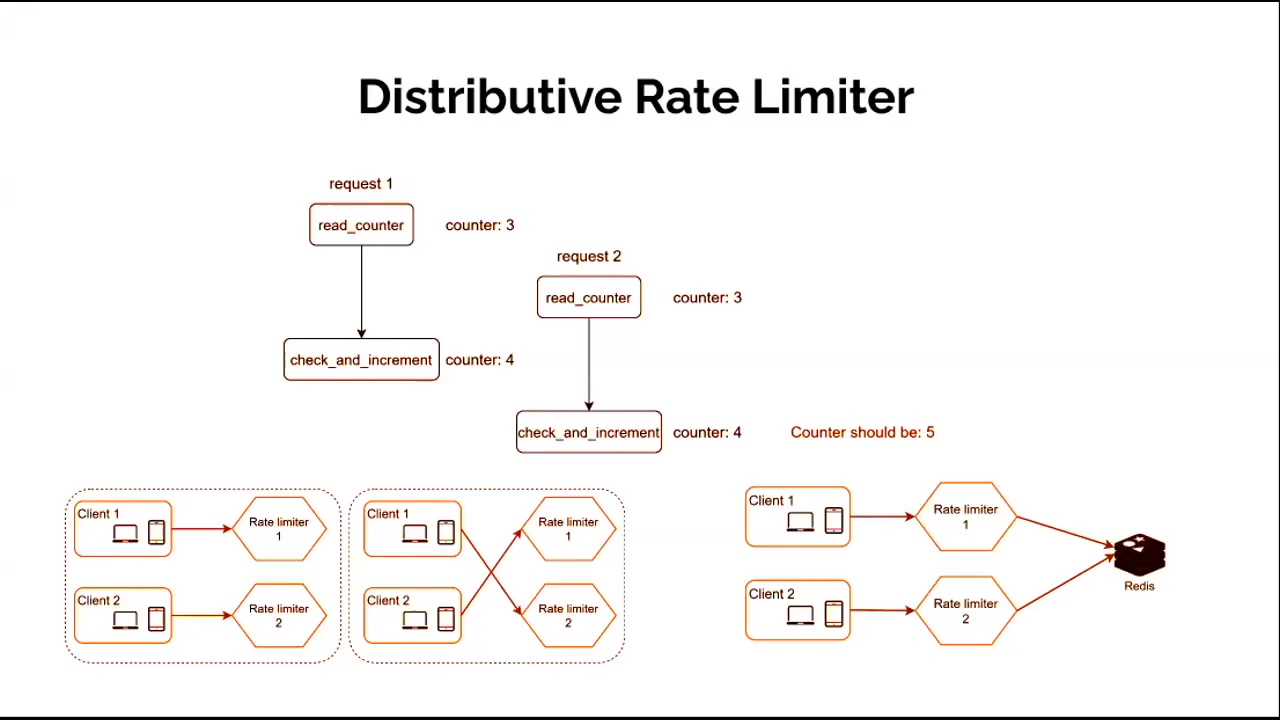 Distributive Rate Limiter
request 1
read_counter
counter: 3
request 2
read_counter
counter: 3
check_and_increment
counter: 4
check_and_increment
counter: 4
Counter should be: 5
Client 1
Rate limiter
1
Client 2
Rate limiter
2
Client 1
Rate limiter
1
Client 2
Rate limiter
2
Client 1
Rate limiter
1
Client 2
Rate limiter
2
Redis